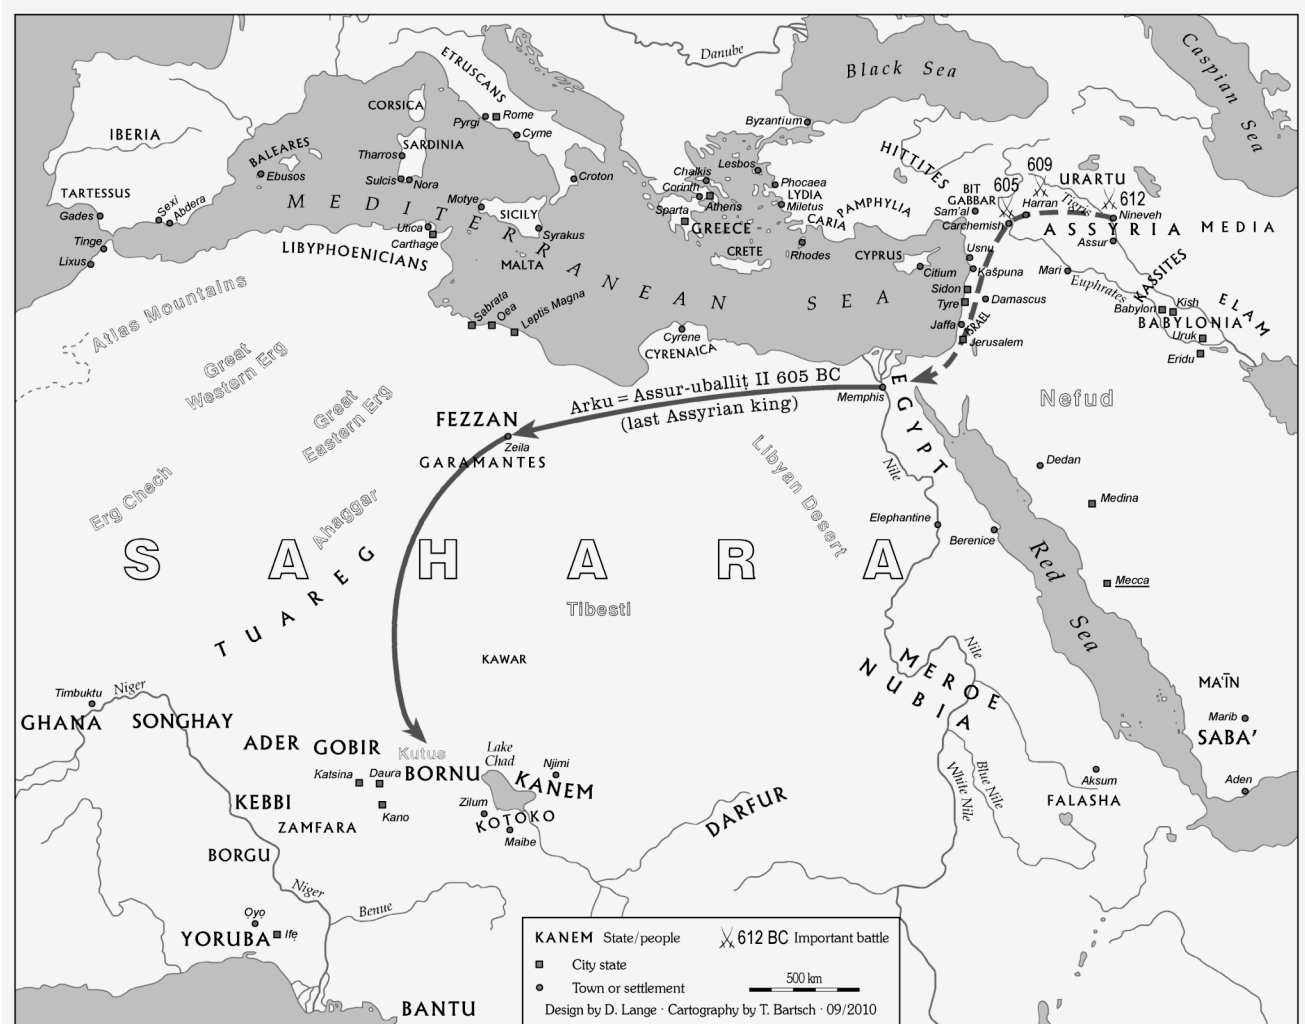 Danube
Black Sea
Caspian Sea
ETRUSCANS
CORSICA
Pyrgi
Rome
Cyme
Byzantium
IBERIA
BALEARES
Ebusos
Tharros
SARDINIA
Sulcis
Nora
Croton
Lesbos
Chalkis
Phocaea
Corinth
LYDIA
Athens
Miletus
Sparta
GREECE
CARIA
PAMPHYLIA
HITTITES
609
URARTU
605
612
BIT
GABBAR
Sam'al
Harran
Tigris
Nineveh
Carchemish
ASSYRIA
MEDIA
Assur
TARTESSUS
Gades
Sexi
Abdera
Tinge
Lixus
MEDITERRANEAN SEA
Motye
SICILY
Utica
Carthage
Syrakus
LIBYPHOENICIANS
MALTA
CRETE
Rhodes
CYPRUS
Citium
Usnu
Kašpuna
Sidon
Tyre
Damascus
Mari
Euphrates
KASSITES
ELAM
Kish
Babylon
BABYLONIA
Uruk
Eridu
Jaffa
ISRAEL
Jerusalem
Atlas Mountains
Sabrata
Oea
Leptis Magna
Cyrene
CYRENAICA
Great
Western Erg
Great
Eastern Erg
Arku = Assur-uballiṭ II 605 BC
(last Assyrian king)
Memphis
EGYPT
Nefud
FEZZAN
Zeila
GARAMANTES
Libyan Desert
Nile
Dedan
Medina
Erg Chech
Ahaggar
Elephantine
Berenice
Red Sea
SAHARA
Mecca
TUAREG
Tibesti
KAWAR
Nile
MEROE
NUBIA
MA'ĪN
Marib
SABA'
Timbuktu
Niger
GHANA
SONGHAY
ADER
GOBIR
Kutus
Lake
Chad
BORNU
Njimi
KANEM
Katsina
Daura
Kano
KEBBI
ZAMFARA
Zilum
KOTOKO
Maibe
DARFUR
White Nile
Blue Nile
Aksum
FALASHA
Aden
BORGU
Niger
Benue
Ọyọ
YORUBA
Ifẹ
BANTU
KANEM State/people
612 BC Important battle
City state
Town or settlement
500 km
Design by D. Lange · Cartography by T. Bartsch · 09/2010